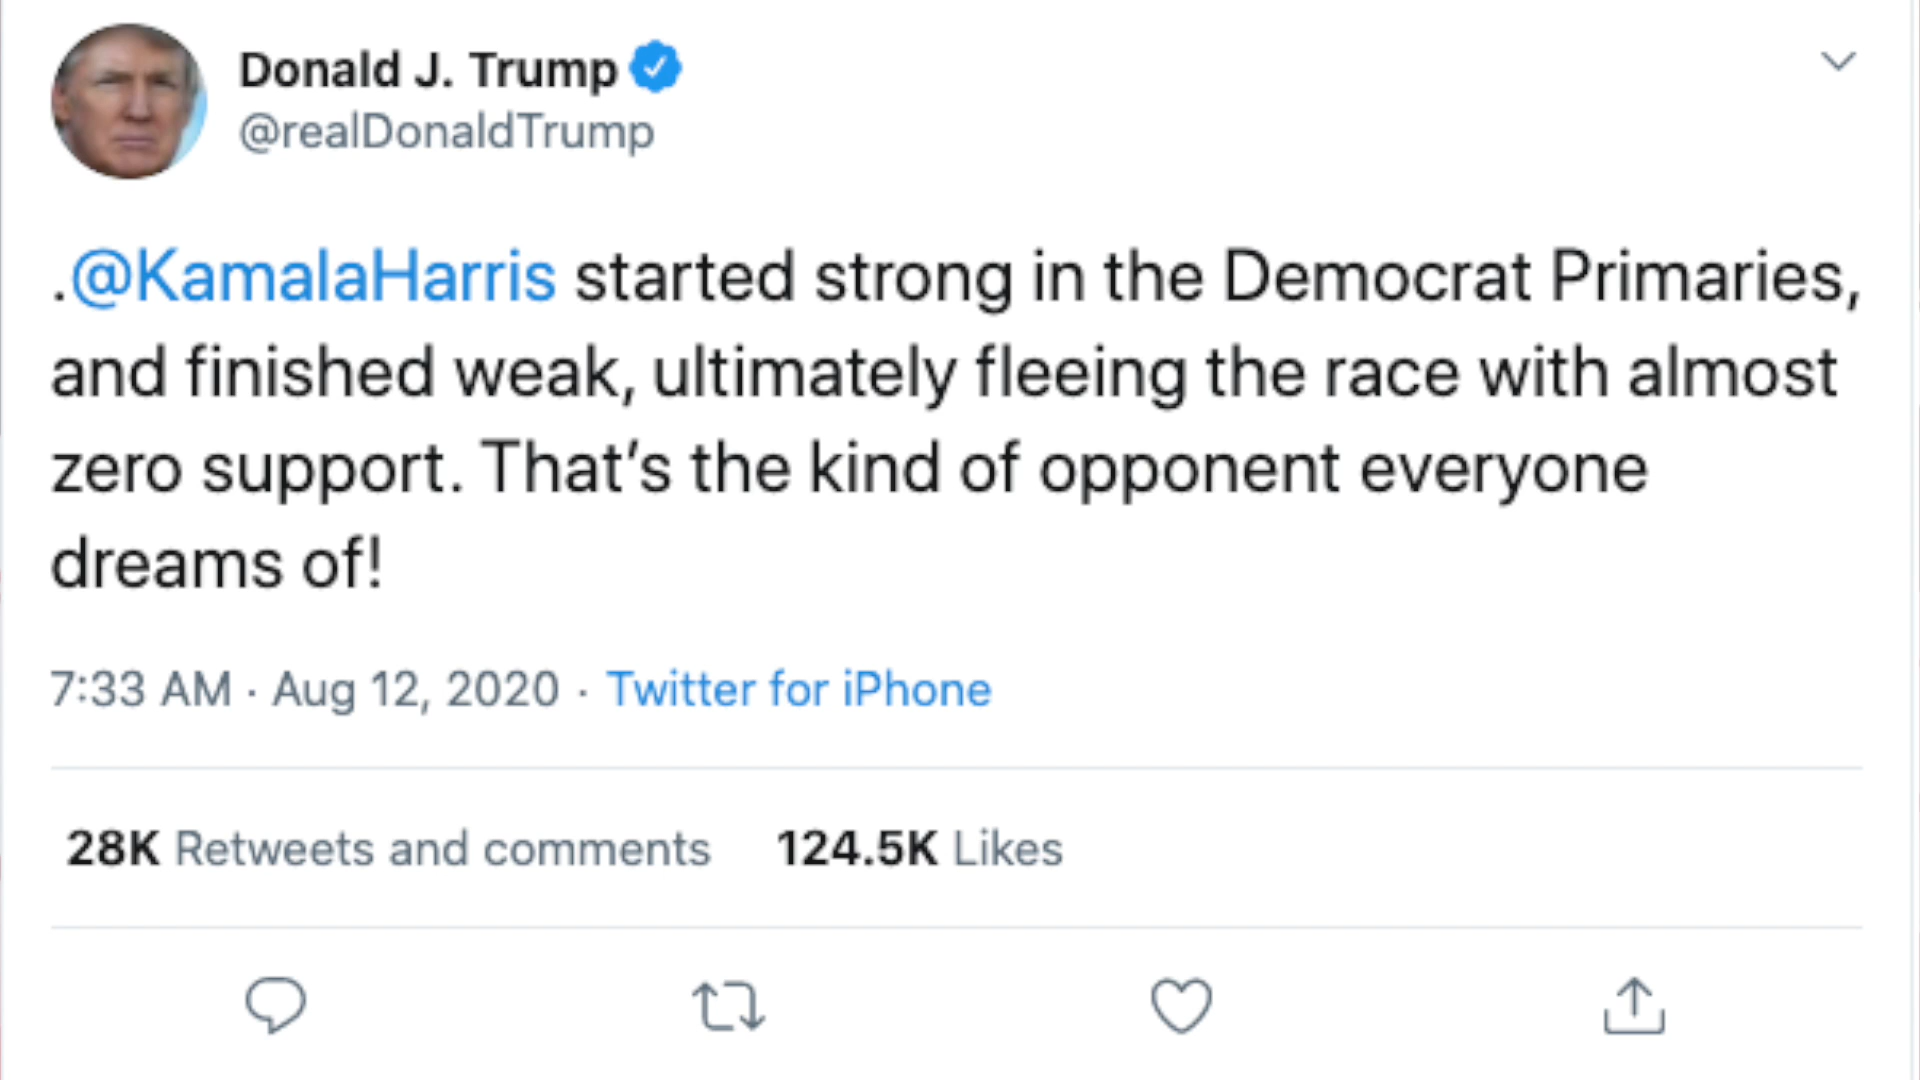 Donald J. Trump
@realDonaldTrump
.@KamalaHarris started strong in the Democrat Primaries,
and finished weak, ultimately fleeing the race with almost
zero support. That’s the kind of opponent everyone
dreams of!
7:33 AM · Aug 12, 2020 · Twitter for iPhone
28K Retweets and comments 124.5K Likes